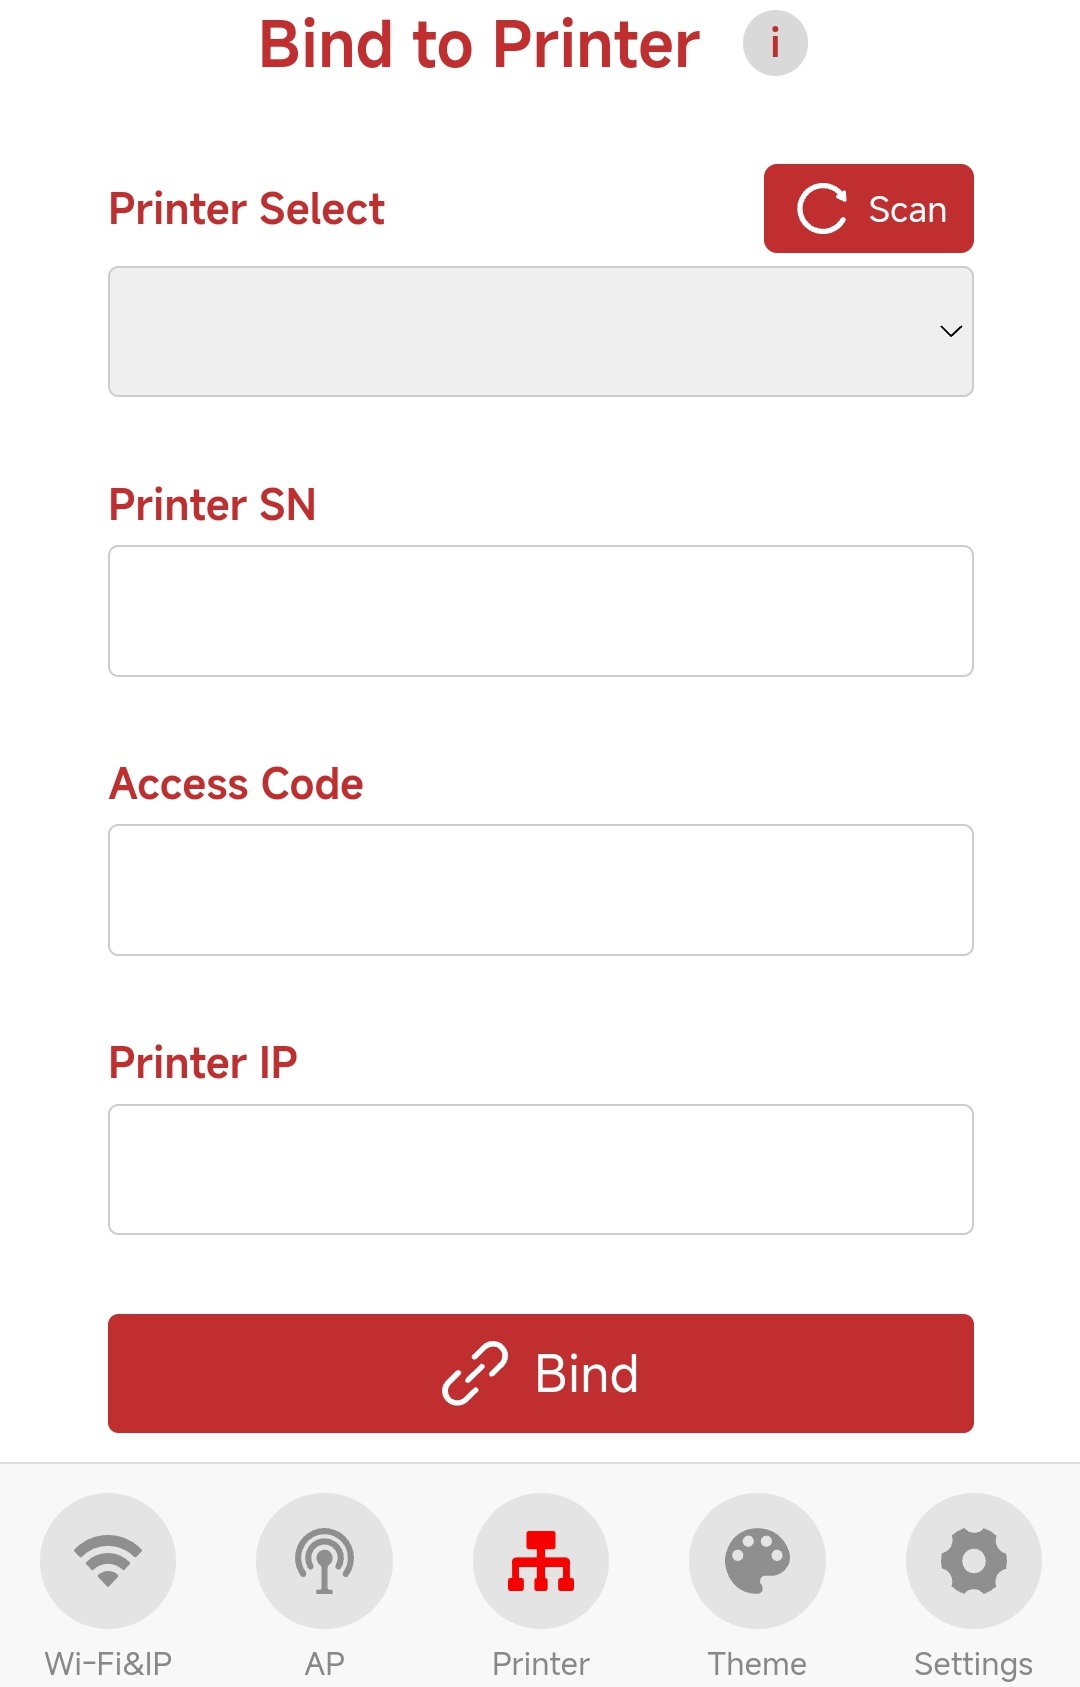 Bind to Printer i
Printer Select
Scan
Printer SN
Access Code
Printer IP
Bind
Wi-Fi&IP
AP
Printer
Theme
Settings